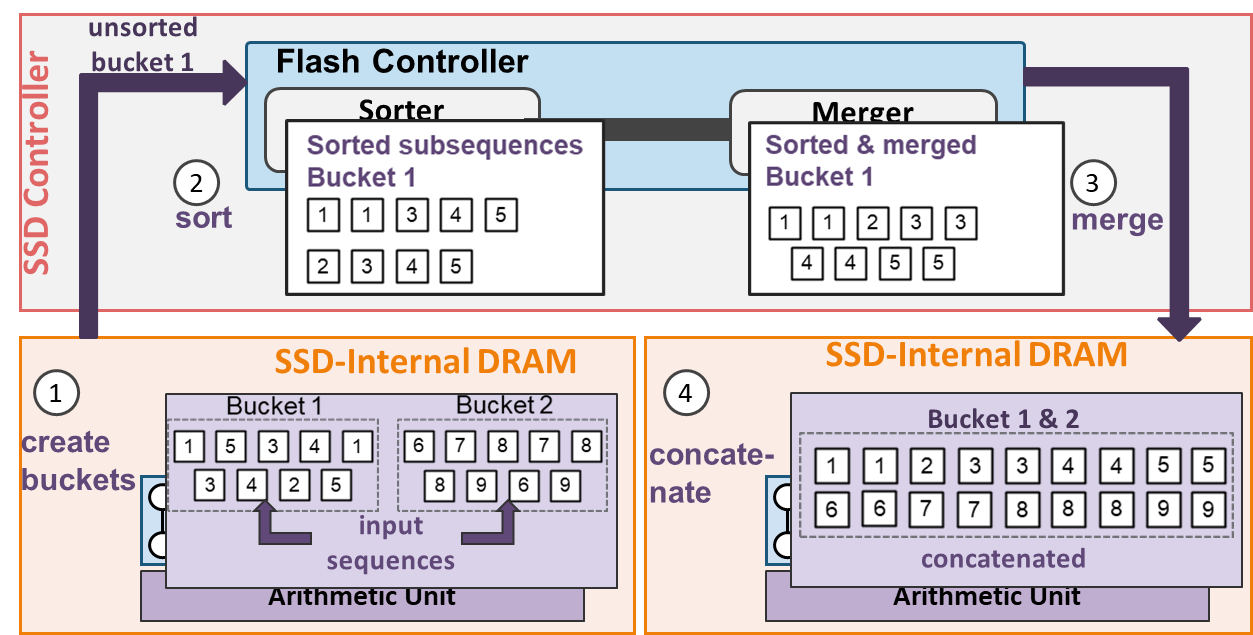 SSD Controller
unsorted
bucket 1
Flash Controller
Sorter
Merger
Sorted subsequences
Bucket 1
1 1 3 4 5
2 3 4 5
2
sort
Sorted & merged
Bucket 1
1 1 2 3 3
4 4 5 5
3
merge
SSD-Internal DRAM
1
create
buckets
Bucket 1
1 5 3 4 1
3 4 2 5
Bucket 2
6 7 8 7 8
8 9 6 9
input
sequences
Arithmetic Unit
SSD-Internal DRAM
4
concate-
nate
Bucket 1 & 2
1 1 2 3 3 4 4 5 5
6 6 7 7 8 8 8 9 9
concatenated
Arithmetic Unit